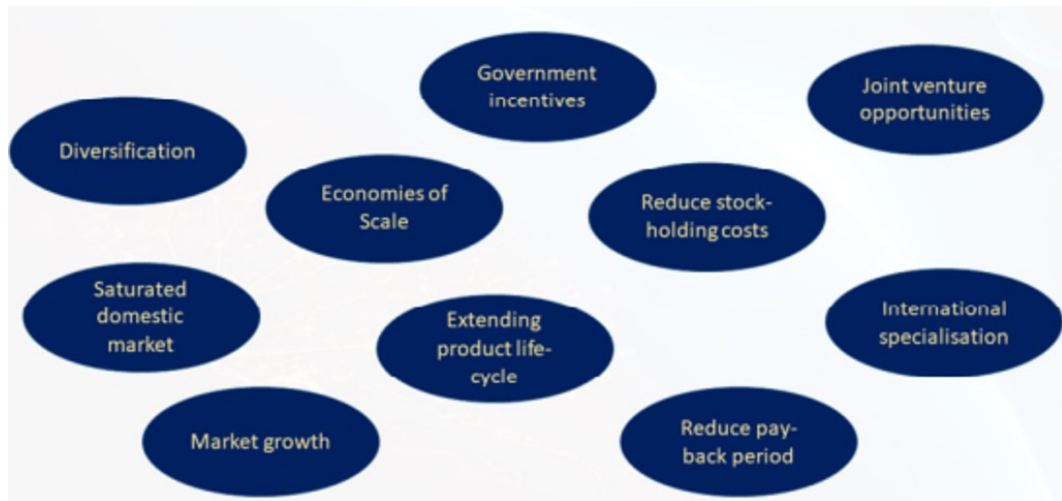 Government
incentives
Joint venture
opportunities
Diversification
Economies of
Scale
Reduce stock-
holding costs
Saturated
domestic
market
Extending
product life-
cycle
International
specialisation
Market growth
Reduce pay-
back period